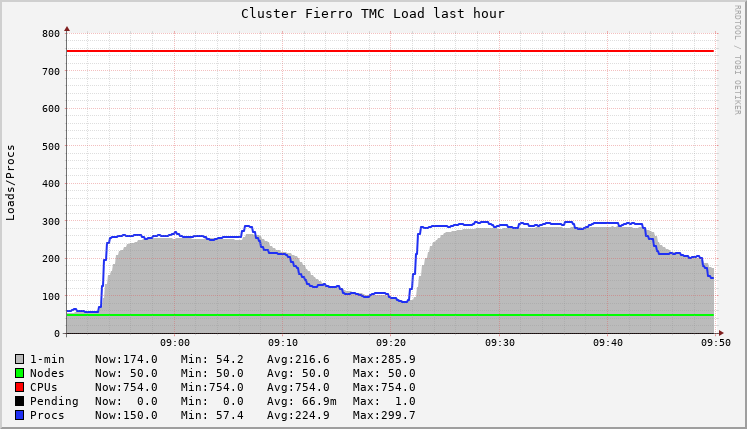 Cluster Fierro TMC Load last hour
RRDTOOL / TOBI OETIKER
Loads/Procs
800
700
600
500
400
300
200
100
0
09:00 09:10 09:20 09:30 09:40 09:50
1-min Now:174.0 Min: 54.2 Avg:216.6 Max:285.9
Nodes Now: 50.0 Min: 50.0 Avg: 50.0 Max: 50.0
CPUs Now:754.0 Min:754.0 Avg:754.0 Max:754.0
Pending Now: 0.0 Min: 0.0 Avg: 66.9m Max: 1.0
Procs Now:150.0 Min: 57.4 Avg:224.9 Max:299.7